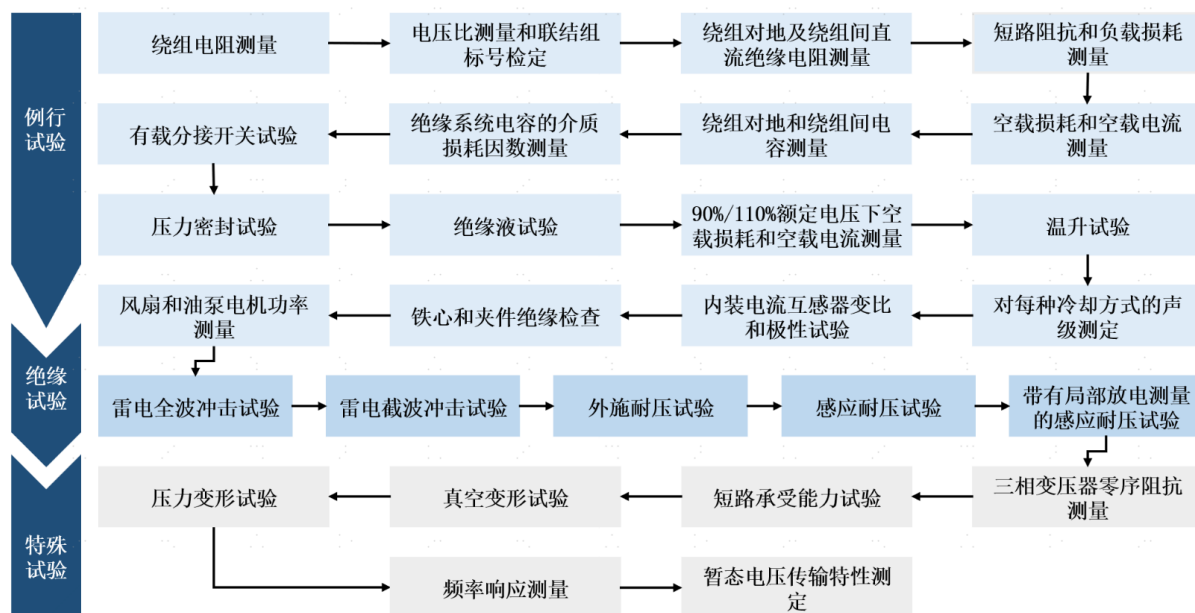 例行
试验
绕组电阻测量
电压比测量和联结组
标号检定
绕组对地及绕组间直
流绝缘电阻测量
短路阻抗和负载损耗
测量
有载分接开关试验
绝缘系统电容的介质
损耗因数测量
绕组对地和绕组间电
容测量
空载损耗和空载电流
测量
压力密封试验
绝缘液试验
90%/110%额定电压下空
载损耗和空载电流测量
温升试验
风扇和油泵电机功率
测量
铁心和夹件绝缘检查
内装电流互感器变比
和极性试验
对每种冷却方式的声
级测定
绝缘
试验
雷电全波冲击试验
雷电截波冲击试验
外施耐压试验
感应耐压试验
带有局部放电测量
的感应耐压试验
特殊
试验
压力变形试验
真空变形试验
短路承受能力试验
三相变压器零序阻抗
测量
频率响应测量
暂态电压传输特性测
定